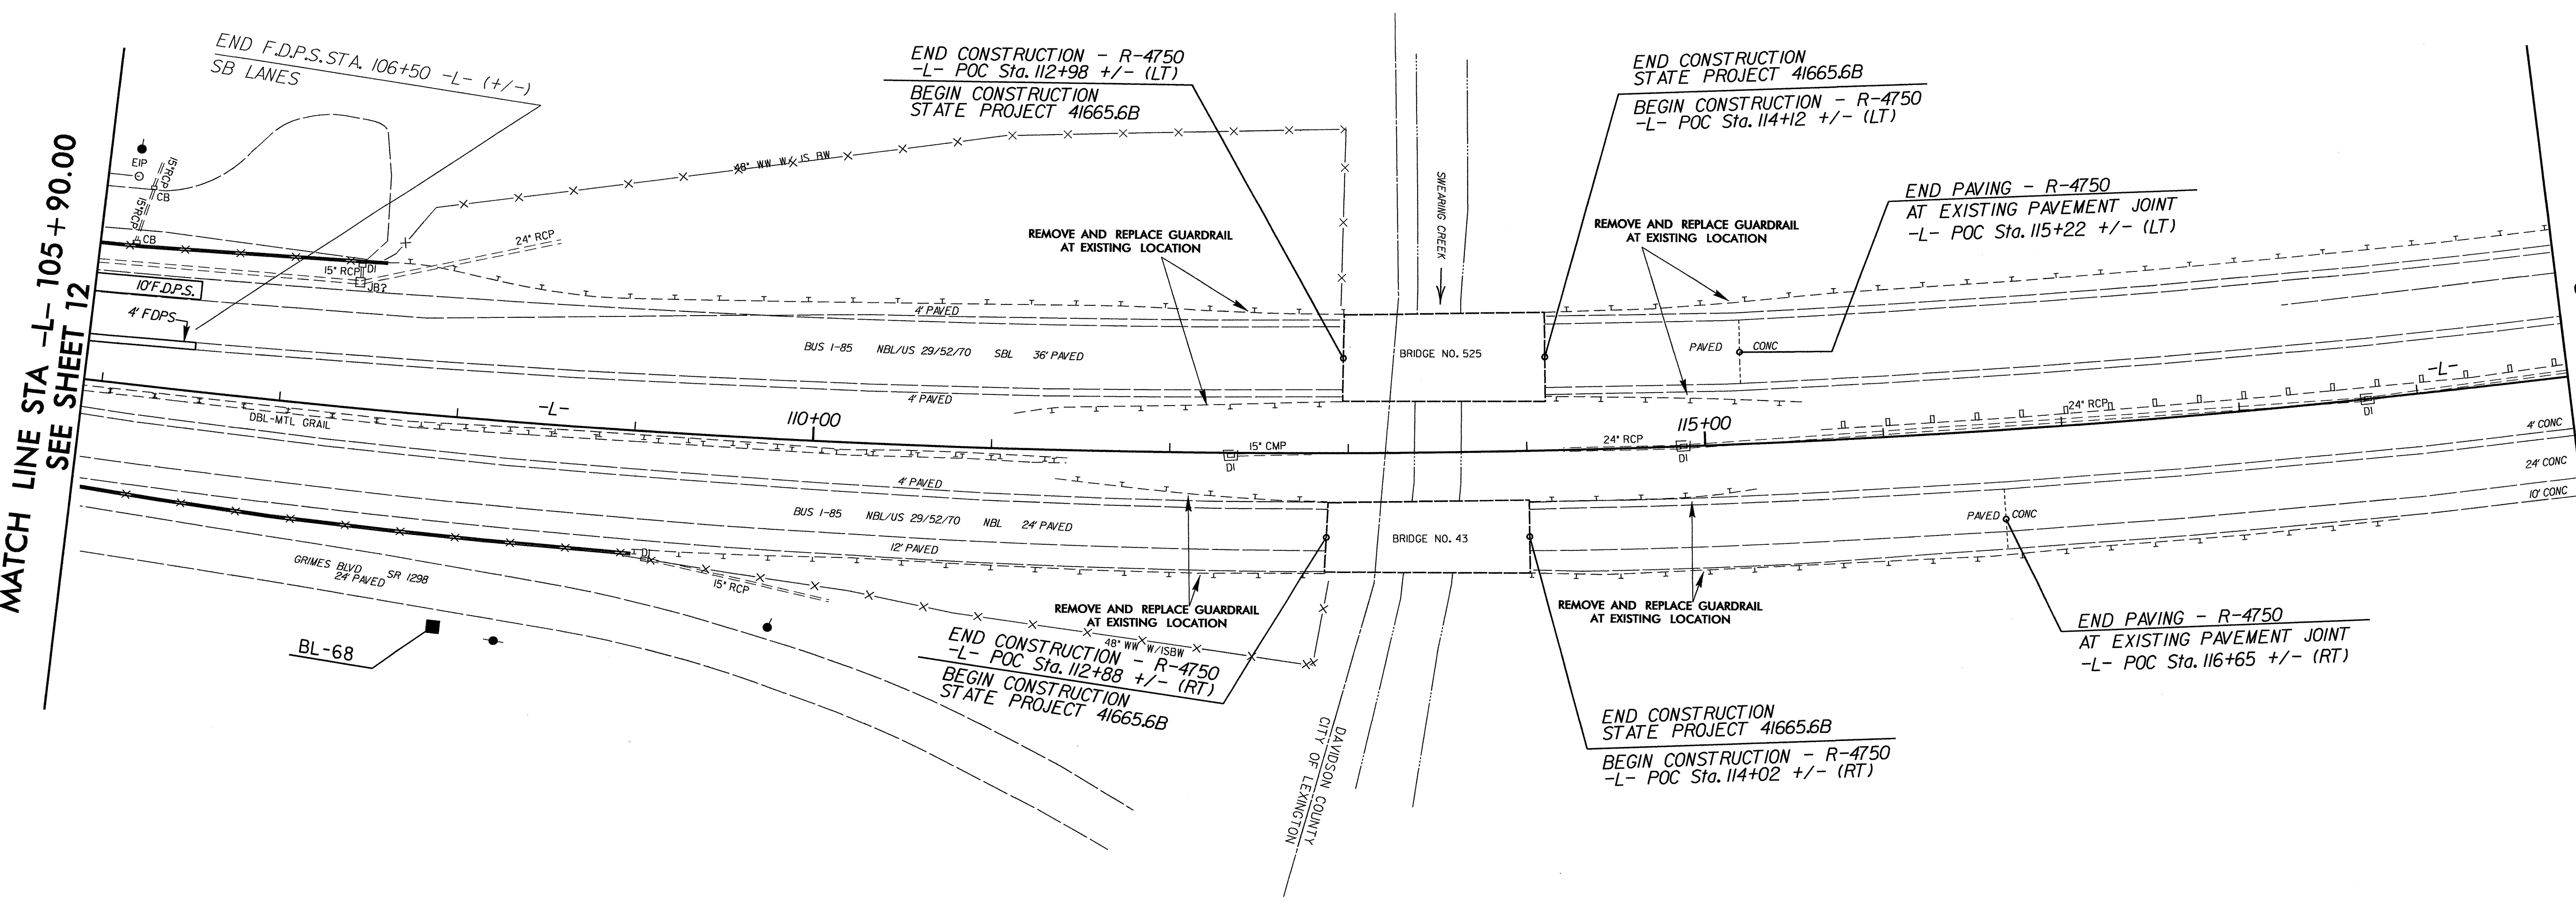 MATCH LINE STA -L- 105+90.00
SEE SHEET 12
END F.D.P.S. STA. 106+50 -L- (+/-)
SB LANES
EIP
15"RCP
CB
15"RCP
CB
15" RCP
DI
JB?
24" RCP
10' F.D.P.S.
4' FDPS
48" WW W/ 1S BW
END CONSTRUCTION - R-4750
-L- POC Sta. 112+98 +/- (LT)
BEGIN CONSTRUCTION
STATE PROJECT 41665.6B
REMOVE AND REPLACE GUARDRAIL
AT EXISTING LOCATION
SWEARING CREEK
END CONSTRUCTION
STATE PROJECT 41665.6B
BEGIN CONSTRUCTION - R-4750
-L- POC Sta. 114+12 +/- (LT)
REMOVE AND REPLACE GUARDRAIL
AT EXISTING LOCATION
END PAVING - R-4750
AT EXISTING PAVEMENT JOINT
-L- POC Sta. 115+22 +/- (LT)
4' PAVED
BUS I-85 NBL/US 29/52/70 SBL 36' PAVED
4' PAVED
BRIDGE NO. 525
PAVED
CONC
DBL-MTL GRAIL
-L-
110+00
15" CMP
DI
24" RCP
DI
115+00
24" RCP
DI
-L-
4' PAVED
BUS I-85 NBL/US 29/52/70 NBL 24' PAVED
12' PAVED
BRIDGE NO. 43
PAVED
CONC
4' CONC
24' CONC
10' CONC
DI
15" RCP
GRIMES BLVD SR 1298
24' PAVED
BL-68
REMOVE AND REPLACE GUARDRAIL
AT EXISTING LOCATION
48" WW W/1SBW
END CONSTRUCTION - R-4750
-L- POC Sta. 112+88 +/- (RT)
BEGIN CONSTRUCTION
STATE PROJECT 41665.6B
REMOVE AND REPLACE GUARDRAIL
AT EXISTING LOCATION
END CONSTRUCTION
STATE PROJECT 41665.6B
BEGIN CONSTRUCTION - R-4750
-L- POC Sta. 114+02 +/- (RT)
END PAVING - R-4750
AT EXISTING PAVEMENT JOINT
-L- POC Sta. 116+65 +/- (RT)
DAVIDSON COUNTY
CITY OF LEXINGTON